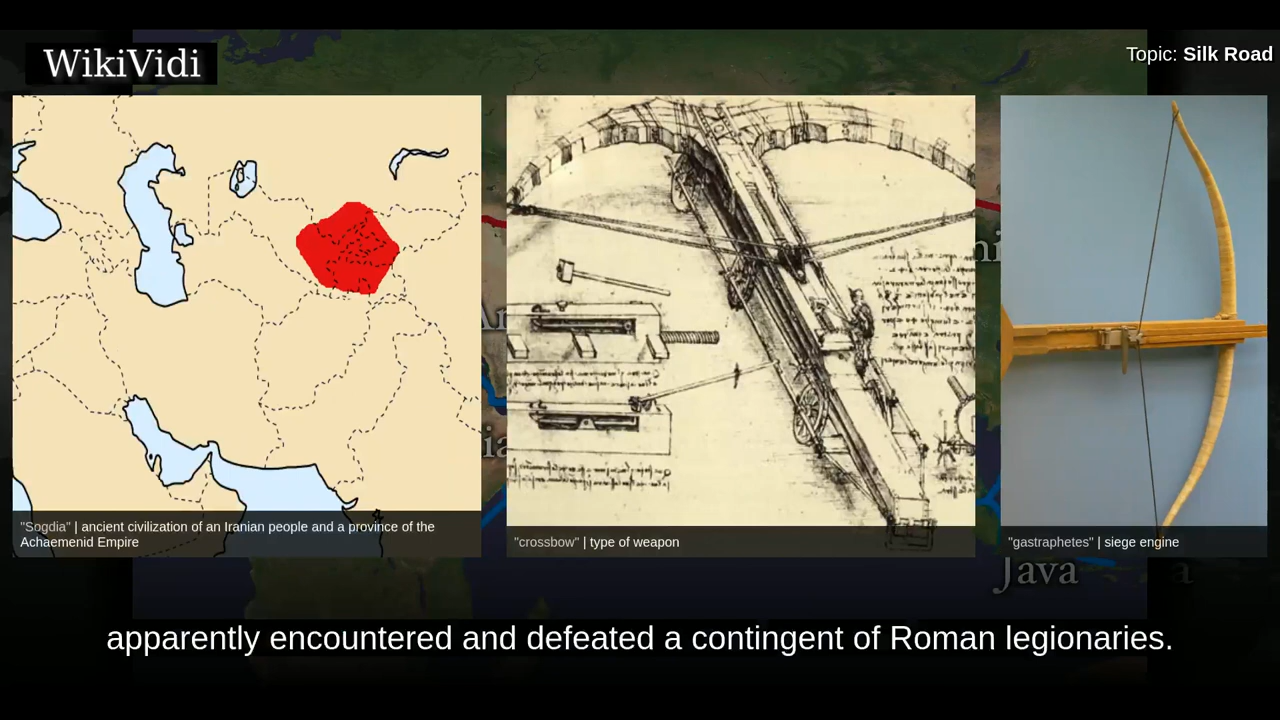 WikiVidi
Topic: Silk Road
"Sogdia" | ancient civilization of an Iranian people and a province of the
Achaemenid Empire
"crossbow" | type of weapon
"gastraphetes" | siege engine
Java
apparently encountered and defeated a contingent of Roman legionaries.